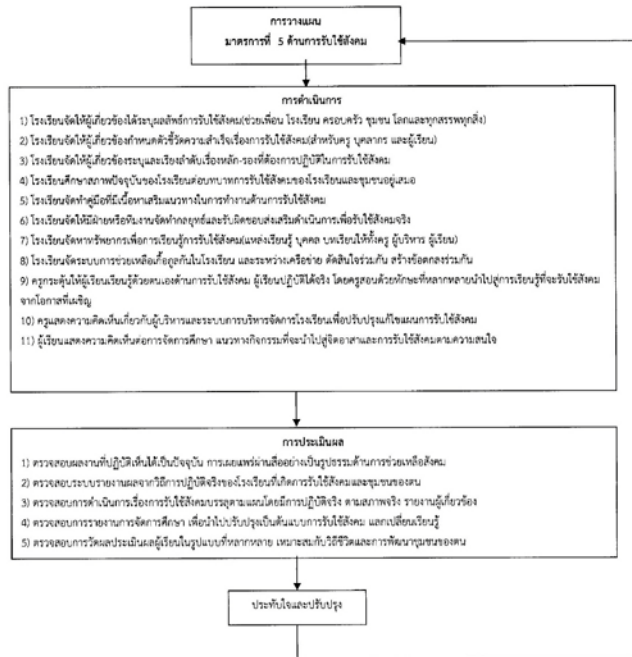 การวางแผน
มาตรการที่ 5 ด้านการรับใช้สังคม
การดำเนินการ
1) โรงเรียนจัดให้ผู้เกี่ยวข้องได้ระบุผลลัพธ์การรับใช้สังคม(ช่วยเพื่อน โรงเรียน ครอบครัว ชุมชน โลกและทุกสรรพทุกสิ่ง)
2) โรงเรียนจัดให้ผู้เกี่ยวข้องกำหนดตัวชี้วัดความสำเร็จเรื่องการรับใช้สังคม(สำหรับครู บุคลากร และผู้เรียน)
3) โรงเรียนจัดให้ผู้เกี่ยวข้องระบุและเรียงลำดับเรื่องหลัก-รองที่ต้องการปฏิบัติในการรับใช้สังคม
4) โรงเรียนศึกษาสภาพปัจจุบันของโรงเรียนต่อบทบาทการรับใช้สังคมของโรงเรียนและชุมชนอยู่เสมอ
5) โรงเรียนจัดทำคู่มือที่มีเนื้อหาเสริมแนวทางในการทำงานด้านการรับใช้สังคม
6) โรงเรียนจัดให้มีฝ่ายหรือทีมงานจัดทำกลยุทธ์และรับผิดชอบส่งเสริมดำเนินการเพื่อรับใช้สังคมจริง
7) โรงเรียนจัดหาทรัพยากรเพื่อการเรียนรู้การรับใช้สังคม(แหล่งเรียนรู้ บุคคล บทเรียนให้ทั้งครู ผู้บริหาร ผู้เรียน)
8) โรงเรียนจัดระบบการช่วยเหลือเกื้อกูลกันในโรงเรียน และระหว่างเครือข่าย ตัดสินใจร่วมกัน สร้างข้อตกลงร่วมกัน
9) ครูกระตุ้นให้ผู้เรียนเรียนรู้ด้วยตนเองด้านการรับใช้สังคม ผู้เรียนปฏิบัติได้จริง โดยครูสอนด้วยทักษะที่หลากหลายนำไปสู่การเรียนรู้ที่จะรับใช้สังคม
จากโอกาสที่เผชิญ
10) ครูแสดงความคิดเห็นเกี่ยวกับผู้บริหารและระบบการบริหารจัดการโรงเรียนเพื่อปรับปรุงแก้ไขแผนการรับใช้สังคม
11) ผู้เรียนแสดงความคิดเห็นต่อการจัดการศึกษา แนวทางกิจกรรมที่จะนำไปสู่จิตอาสาและการรับใช้สังคมตามความสนใจ
การประเมินผล
1) ตรวจสอบผลงานที่ปฏิบัติเห็นได้เป็นปัจจุบัน การเผยแพร่ผ่านสื่ออย่างเป็นรูปธรรมด้านการช่วยเหลือสังคม
2) ตรวจสอบระบบรายงานผลจากวิธีการปฏิบัติจริงของโรงเรียนที่เกิดการรับใช้สังคมและชุมชนของตน
3) ตรวจสอบการดำเนินการเรื่องการรับใช้สังคมบรรลุตามแผนโดยมีการปฏิบัติจริง ตามสภาพจริง รายงานผู้เกี่ยวข้อง
4) ตรวจสอบการรายงานการจัดการศึกษา เพื่อนำไปปรับปรุงเป็นต้นแบบการรับใช้สังคม แลกเปลี่ยนเรียนรู้
5) ตรวจสอบการวัดผลประเมินผลผู้เรียนในรูปแบบที่หลากหลาย เหมาะสมกับวิถีชีวิตและการพัฒนาชุมชนของตน
ประทับใจและปรับปรุง